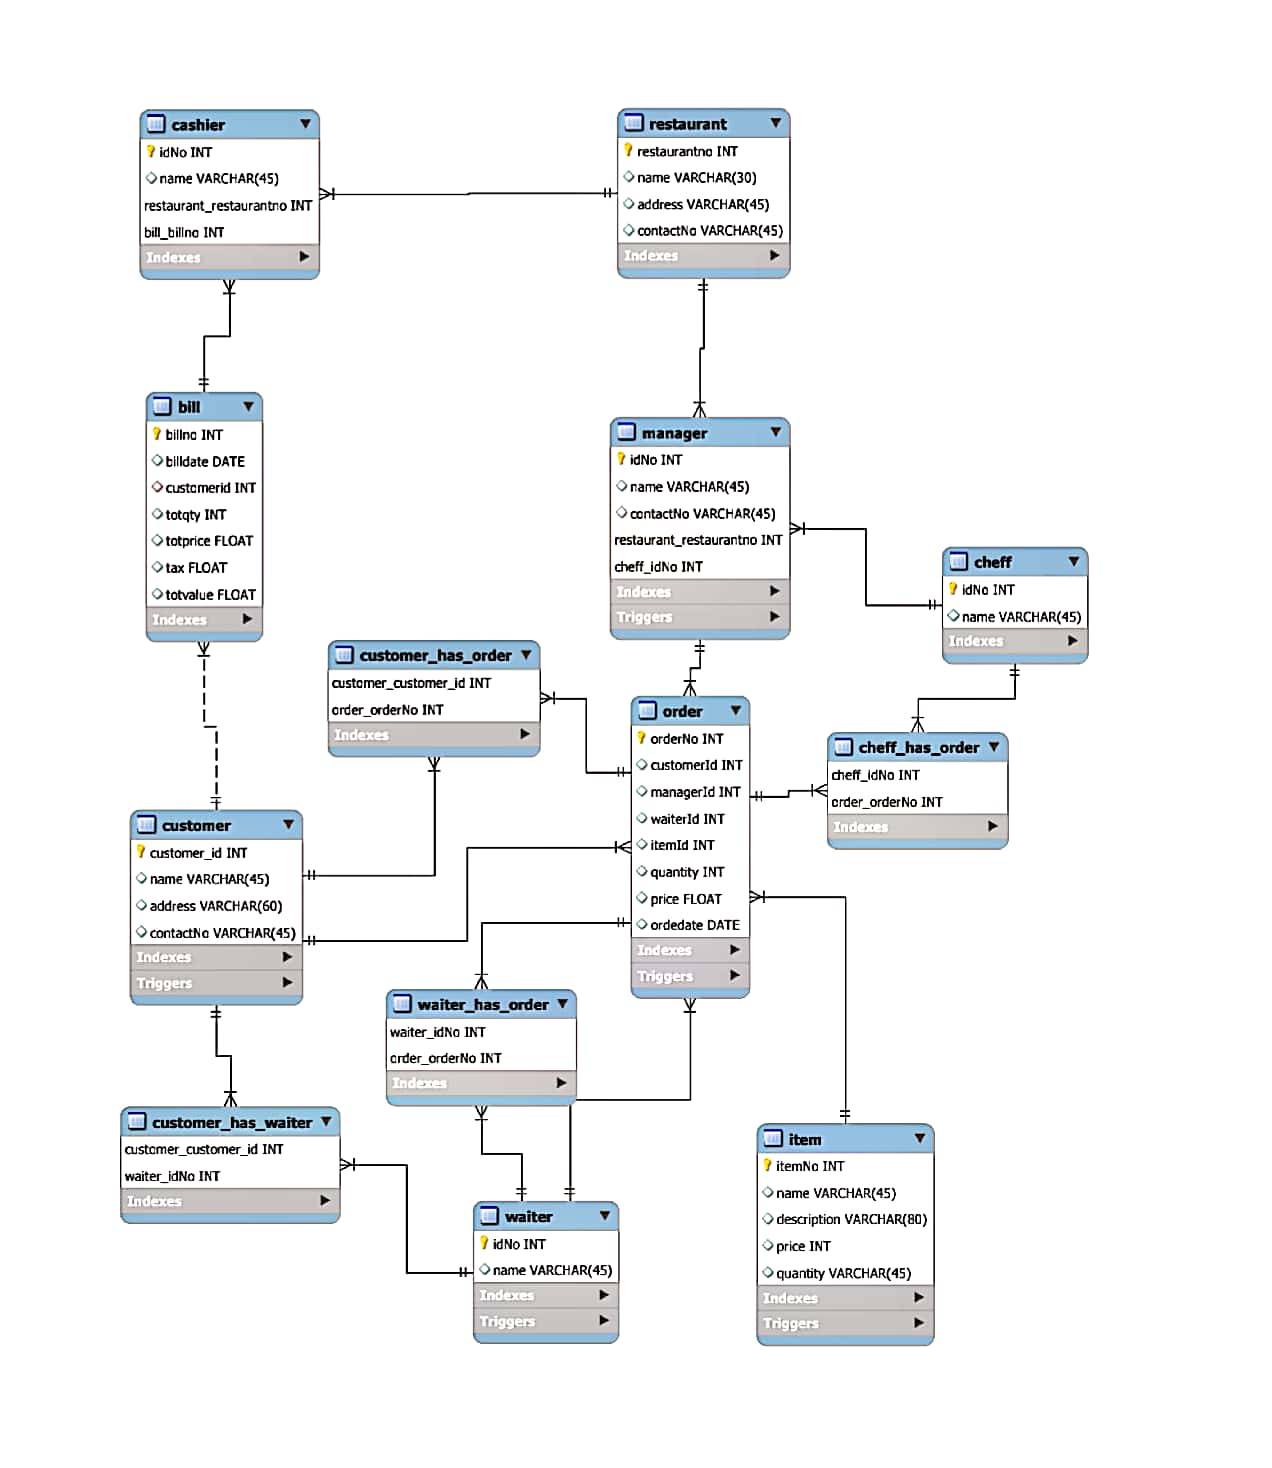 cashier
idNo INT
name VARCHAR(45)
restaurant_restaurantno INT
bill_billno INT
Indexes
restaurant
restaurantno INT
name VARCHAR(30)
address VARCHAR(45)
contactNo VARCHAR(45)
Indexes
bill
billno INT
billdate DATE
customerid INT
totqty INT
totprice FLOAT
tax FLOAT
totvalue FLOAT
Indexes
manager
idNo INT
name VARCHAR(45)
contactNo VARCHAR(45)
restaurant_restaurantno INT
cheff_idNo INT
Indexes
Triggers
cheff
idNo INT
name VARCHAR(45)
Indexes
customer_has_order
customer_customer_id INT
order_orderNo INT
Indexes
order
orderNo INT
customerId INT
managerId INT
waiterId INT
itemId INT
quantity INT
price FLOAT
ordedate DATE
Indexes
Triggers
cheff_has_order
cheff_idNo INT
order_orderNo INT
Indexes
customer
customer_id INT
name VARCHAR(45)
address VARCHAR(60)
contactNo VARCHAR(45)
Indexes
Triggers
waiter_has_order
waiter_idNo INT
order_orderNo INT
Indexes
customer_has_waiter
customer_customer_id INT
waiter_idNo INT
Indexes
waiter
idNo INT
name VARCHAR(45)
Indexes
Triggers
item
itemNo INT
name VARCHAR(45)
description VARCHAR(80)
price INT
quantity VARCHAR(45)
Indexes
Triggers